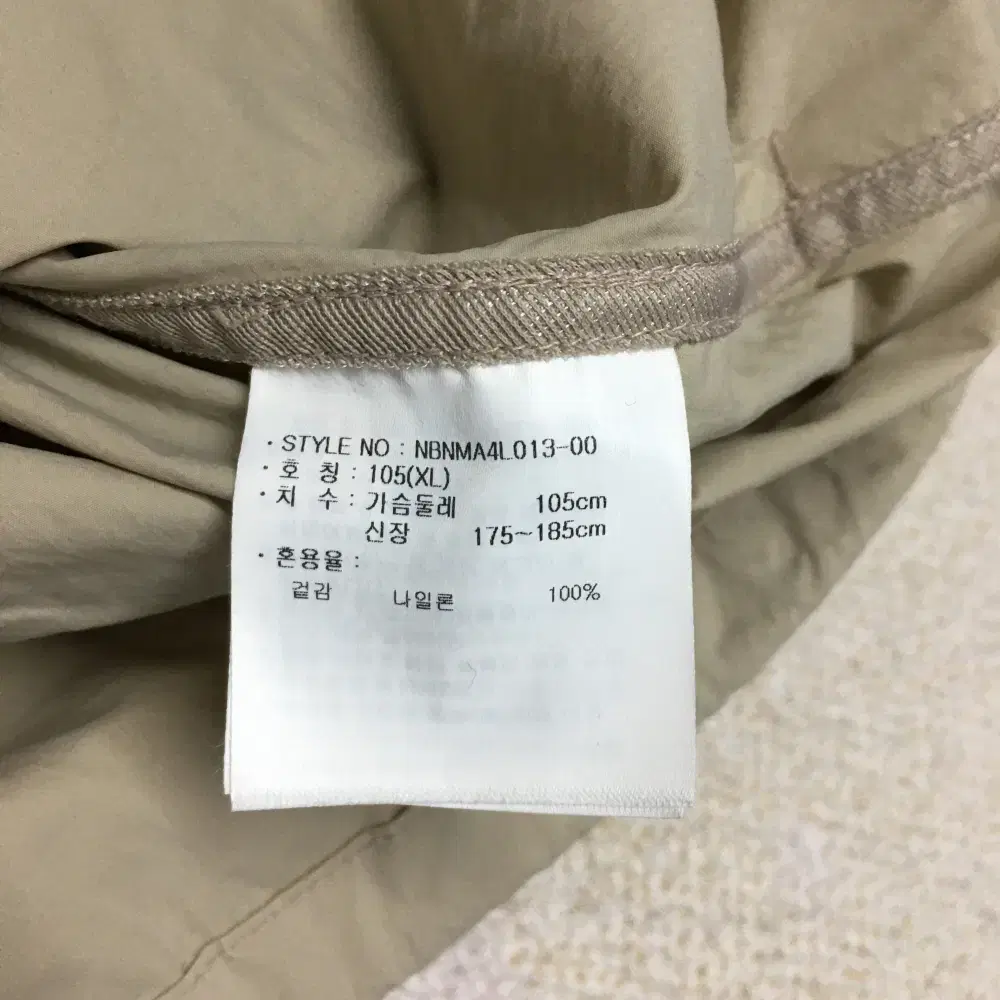 · STYLE NO : NBNMA4L013-00
· 호 칭 : 105(XL)
· 치 수 : 가슴둘레 105cm
신장 175~185cm
· 혼용율 :
겉감 나일론 100%